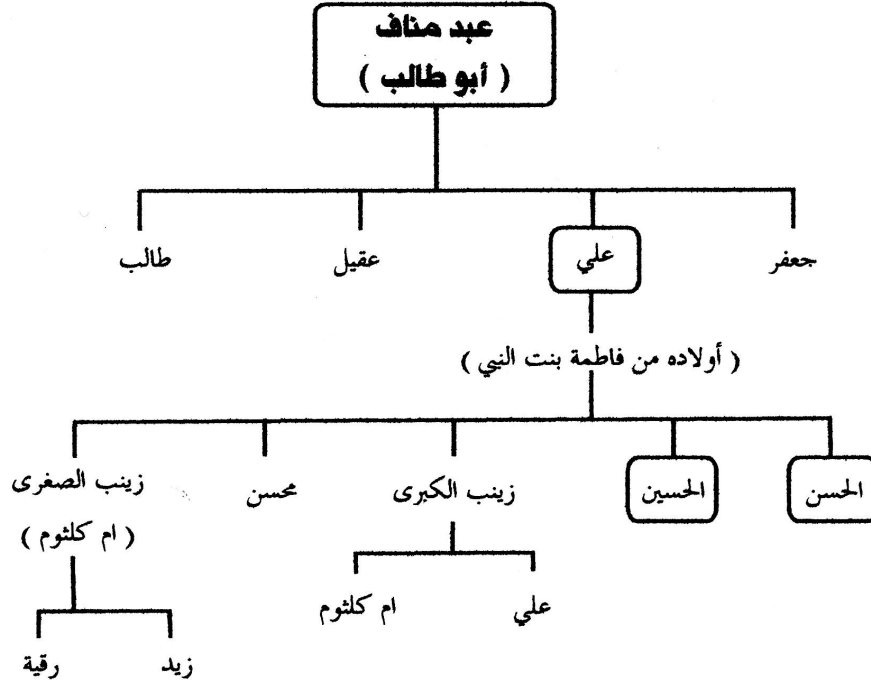 عبد مناف
( أبو طالب )
جعفر
علي
عقيل
طالب
( أولاده من فاطمة بنت النبي )
الحسن
الحسين
زينب الكبرى
محسن
زينب الصغرى
( ام كلثوم )
علي
ام كلثوم
زيد
رقية